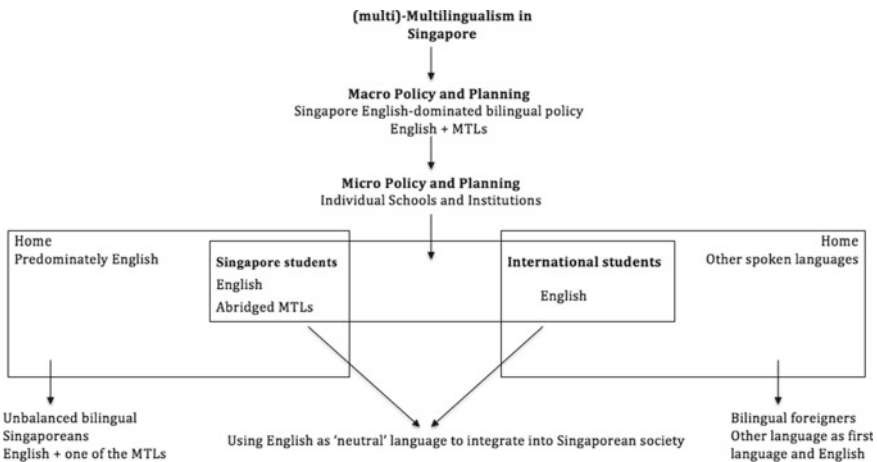 (multi)-Multilingualism in
Singapore
Macro Policy and Planning
Singapore English-dominated bilingual policy
English + MTLs
Micro Policy and Planning
Individual Schools and Institutions
Home
Predominately English
Singapore students
English
Abridged MTLs
International students
English
Home
Other spoken languages
Unbalanced bilingual
Singaporeans
English + one of the MTLs
Using English as 'neutral' language to integrate into Singaporean society
Bilingual foreigners
Other language as first
language and English